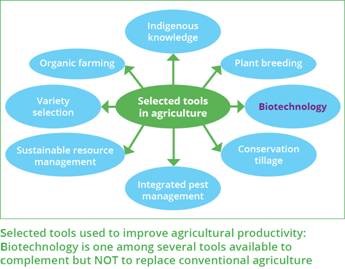 Indigenous
knowledge
Organic farming
Plant breeding
Variety
selection
Selected tools
in agriculture
Biotechnology
Sustainable resource
management
Conservation
tillage
Integrated pest
management
Selected tools used to improve agricultural productivity:
Biotechnology is one among several tools available to
complement but NOT to replace conventional agriculture